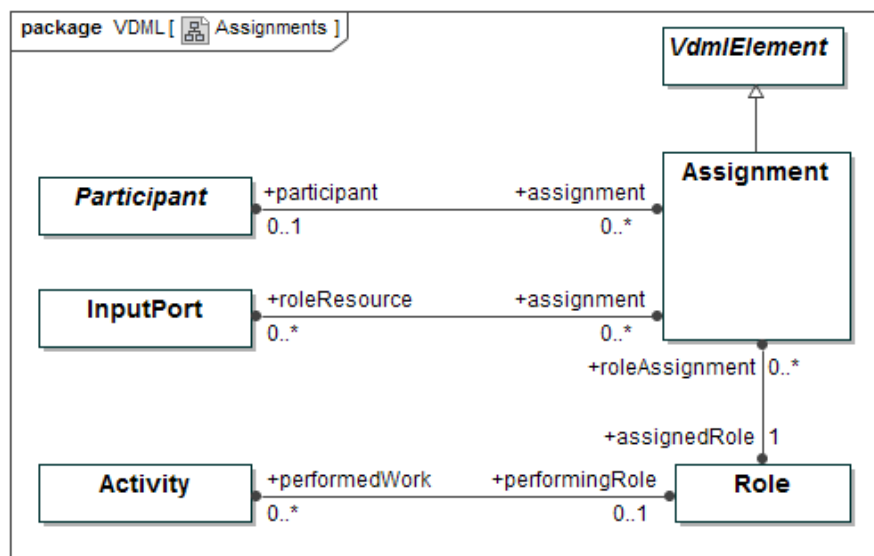 package VDML [ Assignments ]
VdmlElement
Assignment
Participant
+participant
+assignment
0..1
0..*
InputPort
+roleResource
+assignment
0..*
0..*
+roleAssignment 0..*
+assignedRole 1
Activity
+performedWork
+performingRole
0..*
0..1
Role